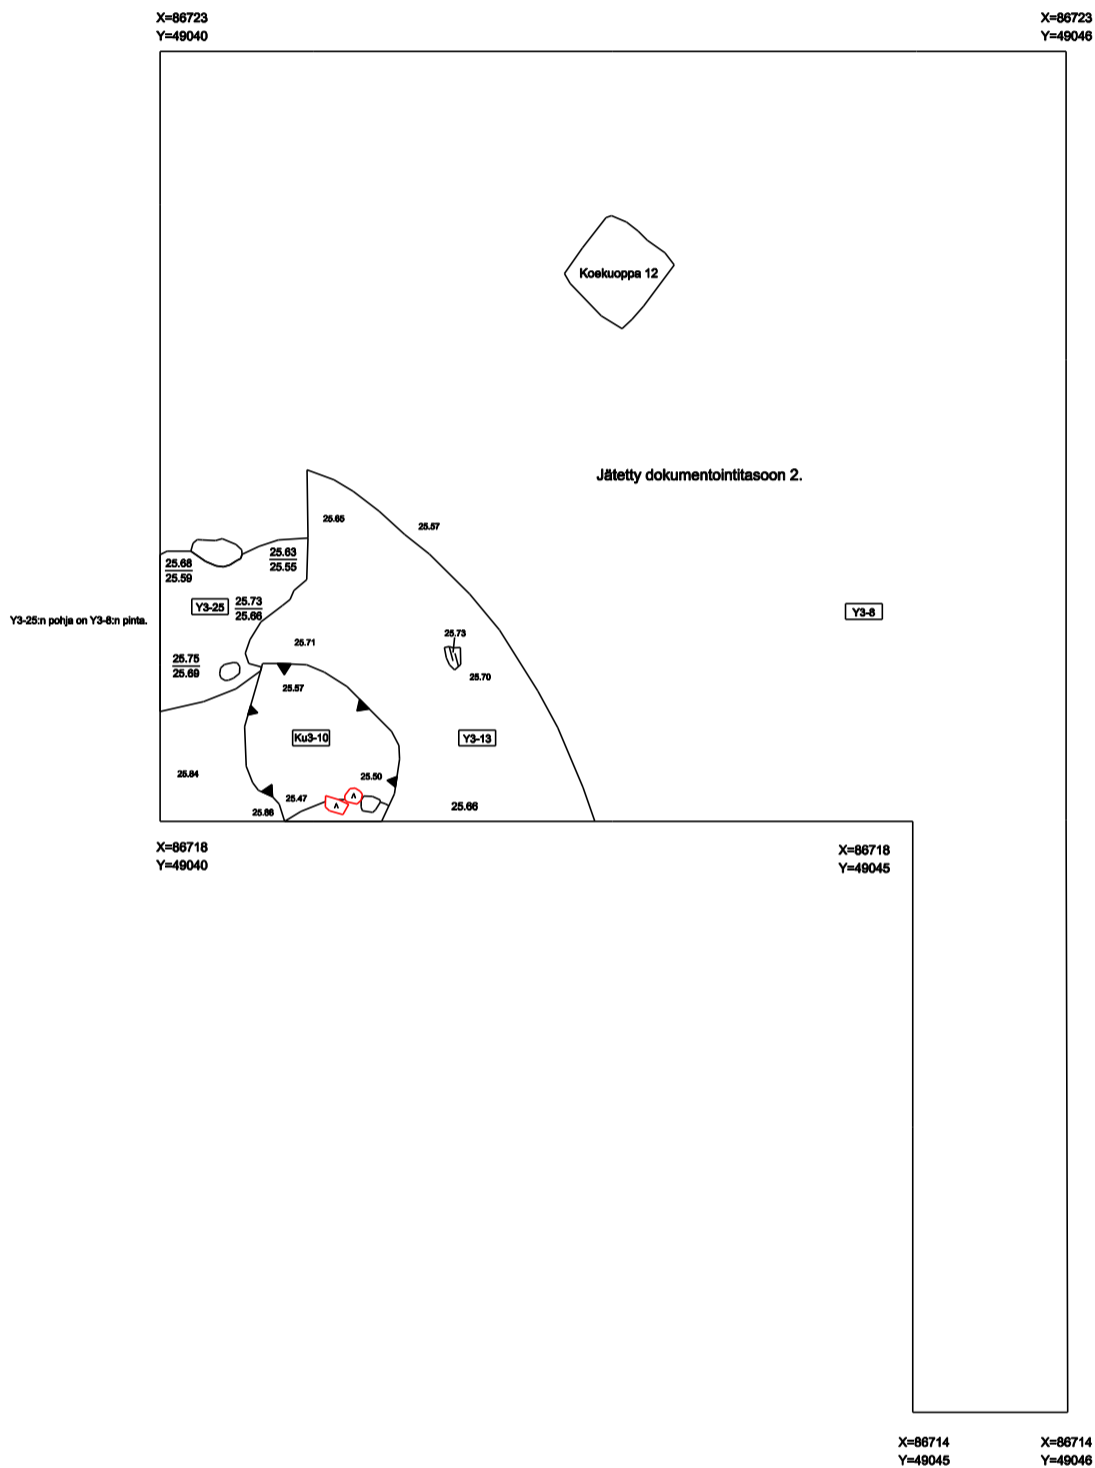 X=86723
Y=49040
X=86723
Y=49046
Koekuoppa 12
Jätetty dokumentointitasoon 2.
25.65
25.57
25.63
25.55
25.68
25.59
Y3-25
25.73
25.66
Y3-25:n pohja on Y3-8:n pinta.
Y3-8
25.71
25.73
25.75
25.69
25.70
25.57
Ku3-10
Y3-13
25.84
25.50
25.47
25.86
25.66
X=86718
Y=49040
X=86718
Y=49045
X=86714
Y=49045
X=86714
Y=49046